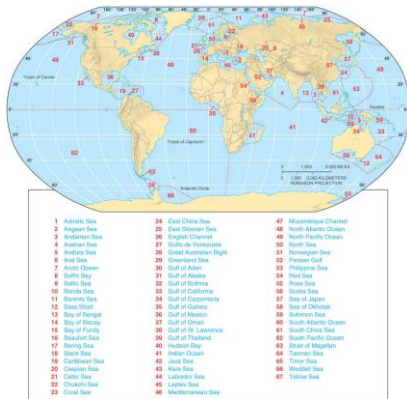 Tropic of Cancer
Equator
Tropic of Capricorn
ROBINSON PROJECTION
Antarctic Circle
1 Adriatic Sea
2 Aegean Sea
3 Andaman Sea
4 Arabian Sea
5 Arafura Sea
6 Aral Sea
7 Arctic Ocean
8 Baffin Bay
9 Baltic Sea
10 Banda Sea
11 Barents Sea
12 Bass Strait
13 Bay of Bengal
14 Bay of Biscay
15 Bay of Fundy
16 Beaufort Sea
17 Bering Sea
18 Black Sea
19 Caribbean Sea
20 Caspian Sea
21 Celtic Sea
22 Chukchi Sea
23 Coral Sea
24 East China Sea
25 East Siberian Sea
26 English Channel
27 Golfo de Venezuela
28 Great Australian Bight
29 Greenland Sea
30 Gulf of Aden
31 Gulf of Alaska
32 Gulf of Bothnia
33 Gulf of California
34 Gulf of Carpentaria
35 Gulf of Guinea
36 Gulf of Mexico
37 Gulf of Oman
38 Gulf of St. Lawrence
39 Gulf of Thailand
40 Hudson Bay
41 Indian Ocean
42 Java Sea
43 Kara Sea
44 Labrador Sea
45 Laptev Sea
46 Mediterranean Sea
47 Mozambique Channel
48 North Atlantic Ocean
49 North Pacific Ocean
50 North Sea
51 Norwegian Sea
52 Persian Gulf
53 Philippine Sea
54 Red Sea
55 Ross Sea
56 Scotia Sea
57 Sea of Japan
58 Sea of Okhotsk
59 Solomon Sea
60 South Atlantic Ocean
61 South China Sea
62 South Pacific Ocean
63 Strait of Magellan
64 Tasman Sea
65 Timor Sea
66 Weddell Sea
67 Yellow Sea